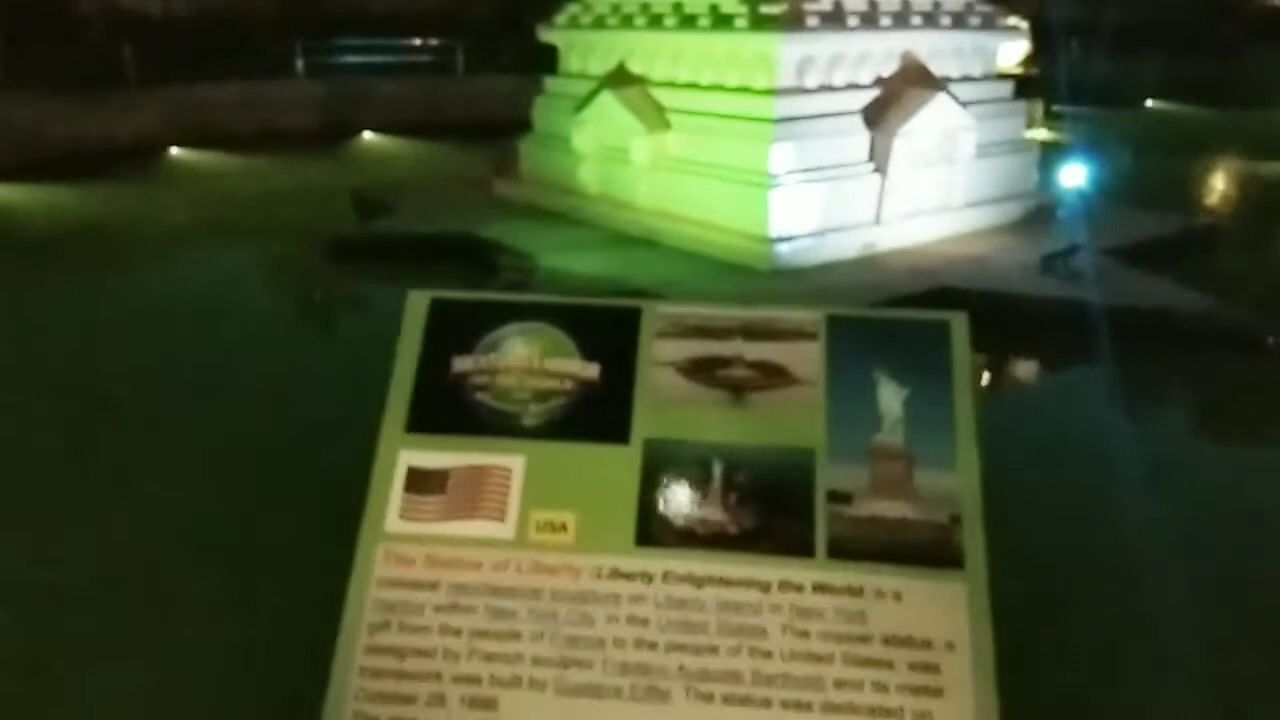 USA
The Statue of Liberty (Liberty Enlightening the World) is a
colossal neoclassical sculpture on Liberty Island in New York
Harbor within New York City, in the United States. The copper statue, a
gift from the people of France to the people of the United States, was
designed by French sculptor Frédéric Auguste Bartholdi and its metal
framework was built by Gustave Eiffel. The statue was dedicated on
October 28, 1886.